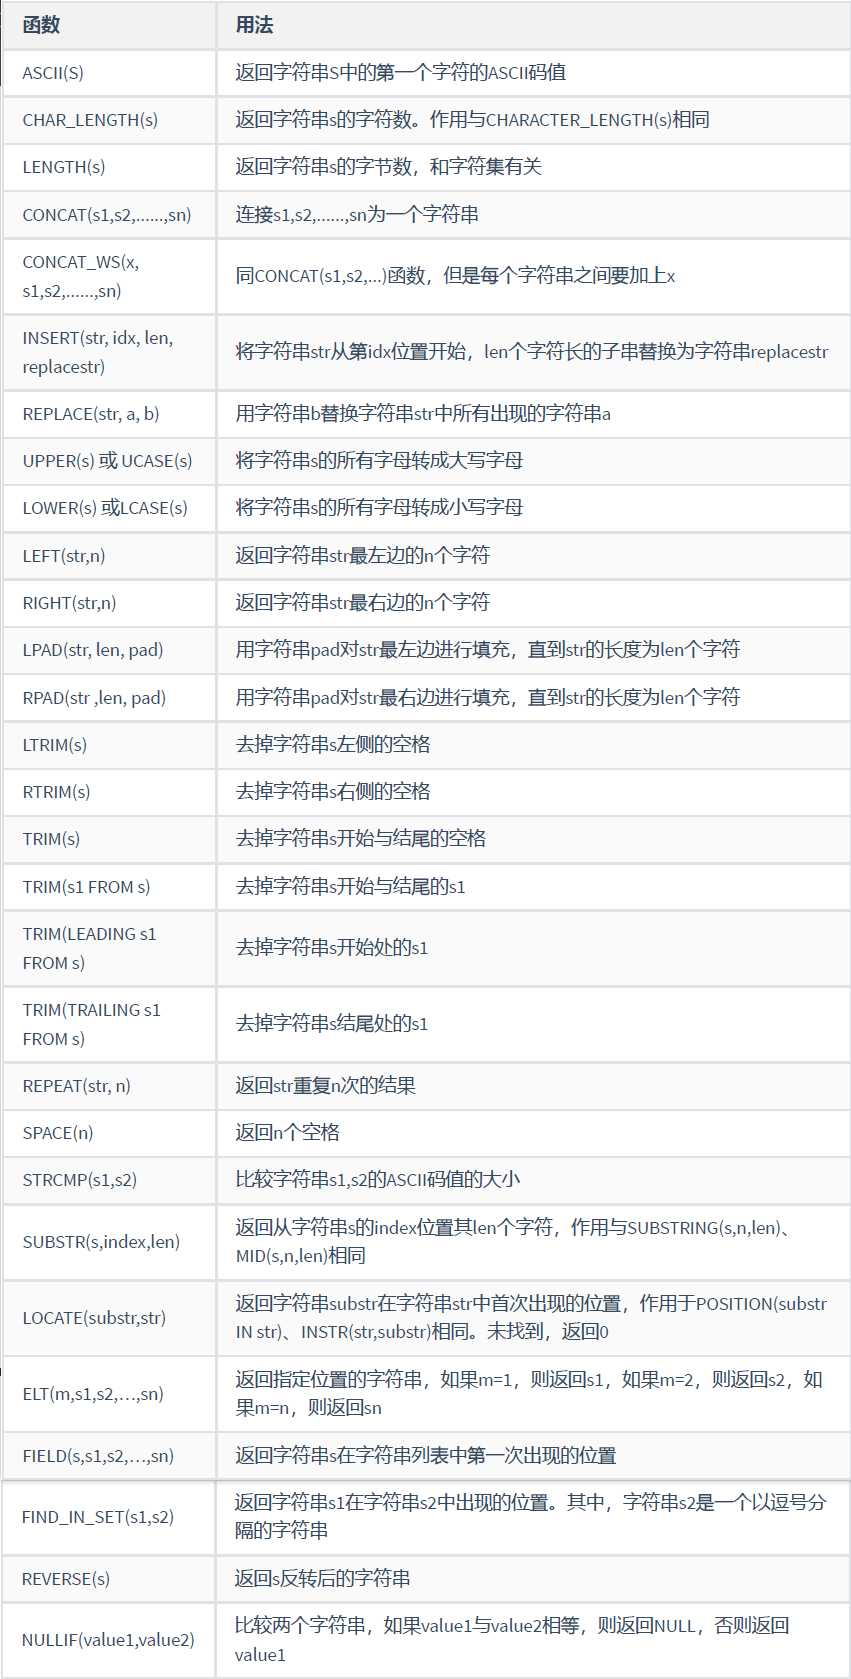 函数 用法
ASCII(S) 返回字符串S中的第一个字符的ASCII码值
CHAR_LENGTH(s) 返回字符串s的字符数。作用与CHARACTER_LENGTH(s)相同
LENGTH(s) 返回字符串s的字节数，和字符集有关
CONCAT(s1,s2,......,sn) 连接s1,s2,......,sn为一个字符串
CONCAT_WS(x,
s1,s2,......,sn)
同CONCAT(s1,s2,...)函数，但是每个字符串之间要加上x
INSERT(str, idx, len,
replacestr)
将字符串str从第idx位置开始，len个字符长的子串替换为字符串replacestr
REPLACE(str, a, b) 用字符串b替换字符串str中所有出现的字符串a
UPPER(s) 或 UCASE(s) 将字符串s的所有字母转成大写字母
LOWER(s) 或LCASE(s) 将字符串s的所有字母转成小写字母
LEFT(str,n) 返回字符串str最左边的n个字符
RIGHT(str,n) 返回字符串str最右边的n个字符
LPAD(str, len, pad) 用字符串pad对str最左边进行填充，直到str的长度为len个字符
RPAD(str ,len, pad) 用字符串pad对str最右边进行填充，直到str的长度为len个字符
LTRIM(s) 去掉字符串s左侧的空格
RTRIM(s) 去掉字符串s右侧的空格
TRIM(s) 去掉字符串s开始与结尾的空格
TRIM(s1 FROM s) 去掉字符串s开始与结尾的s1
TRIM(LEADING s1
FROM s)
去掉字符串s开始处的s1
TRIM(TRAILING s1
FROM s)
去掉字符串s结尾处的s1
REPEAT(str, n) 返回str重复n次的结果
SPACE(n) 返回n个空格
STRCMP(s1,s2) 比较字符串s1,s2的ASCII码值的大小
SUBSTR(s,index,len)
返回从字符串s的index位置其len个字符，作用与SUBSTRING(s,n,len)、
MID(s,n,len)相同
LOCATE(substr,str)
返回字符串substr在字符串str中首次出现的位置，作用于POSITION(substr
IN str)、INSTR(str,substr)相同。未找到，返回0
ELT(m,s1,s2,…,sn)
返回指定位置的字符串，如果m=1，则返回s1，如果m=2，则返回s2，如
果m=n，则返回sn
FIELD(s,s1,s2,…,sn) 返回字符串s在字符串列表中第一次出现的位置
FIND_IN_SET(s1,s2)
返回字符串s1在字符串s2中出现的位置。其中，字符串s2是一个以逗号分
隔的字符串
REVERSE(s) 返回s反转后的字符串
NULLIF(value1,value2)
比较两个字符串，如果value1与value2相等，则返回NULL，否则返回
value1